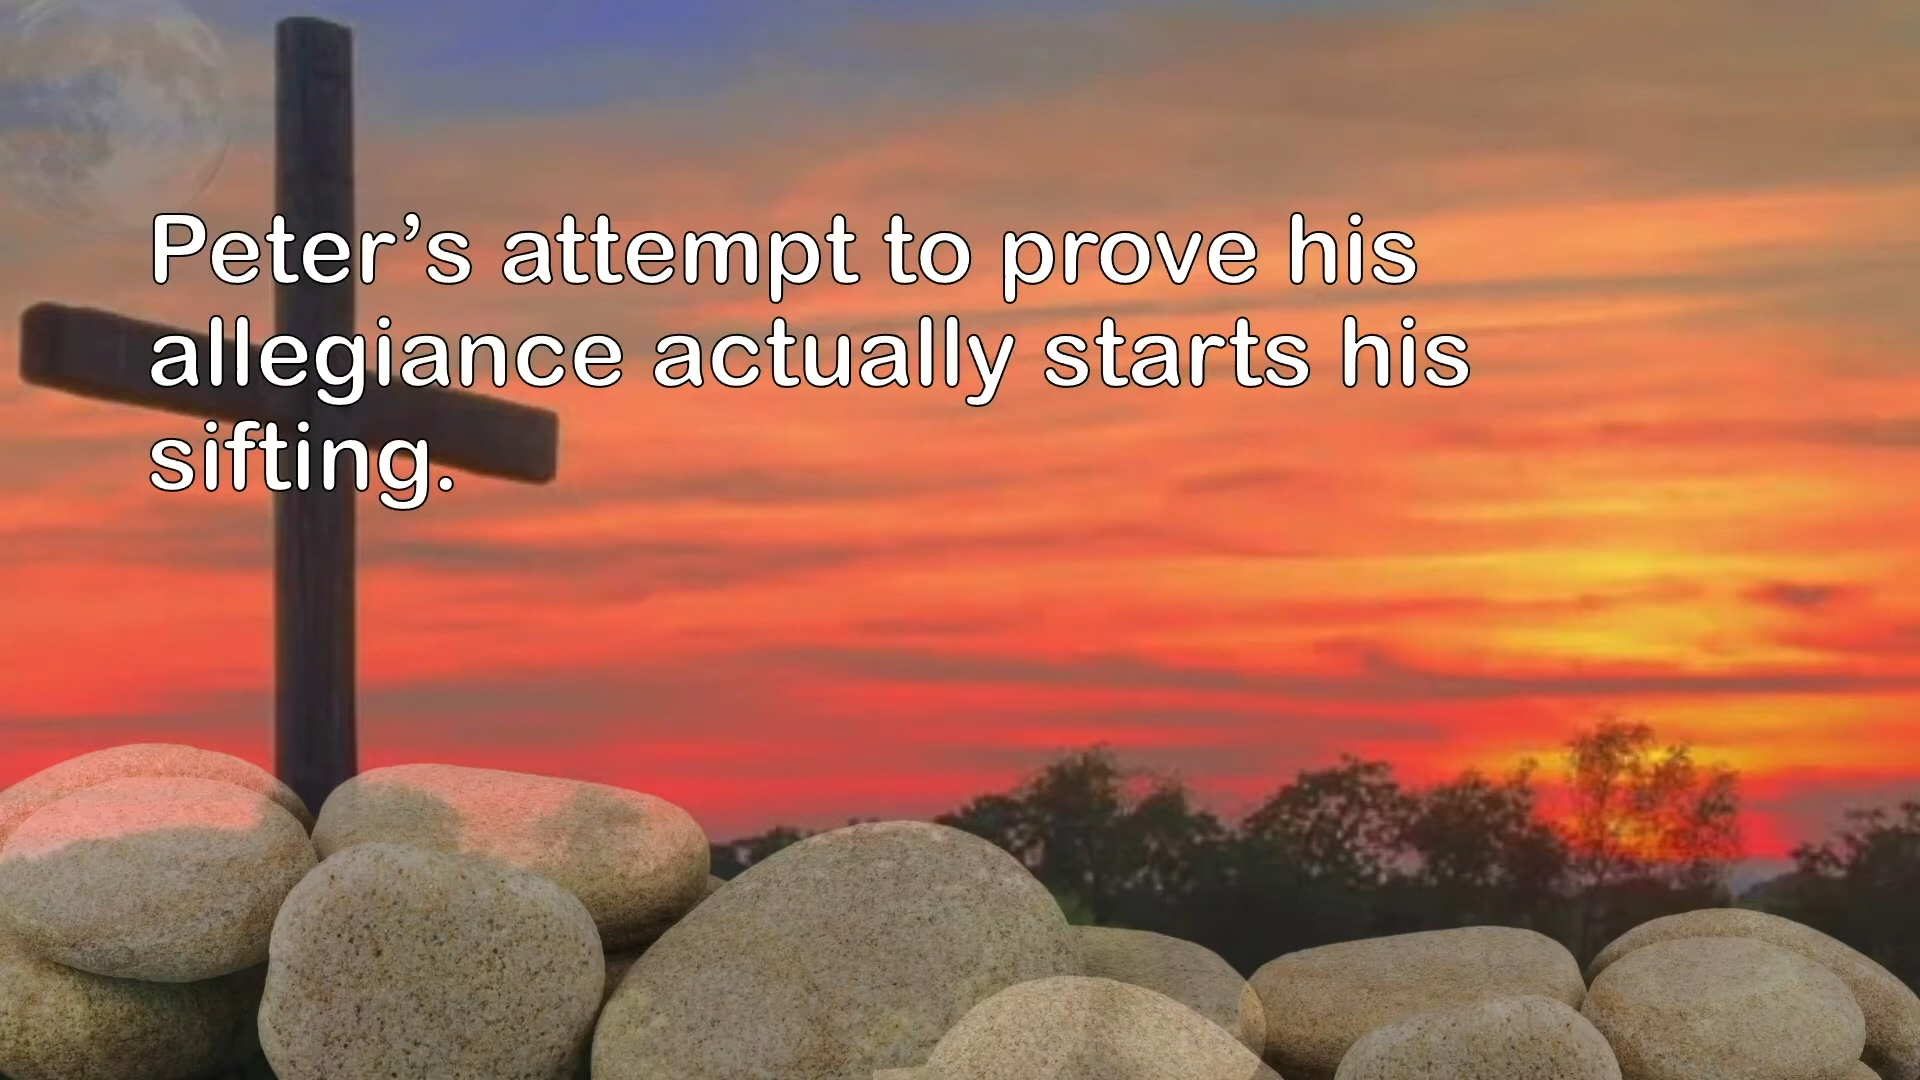 Peter’s attempt to prove his
allegiance actually starts his
sifting.